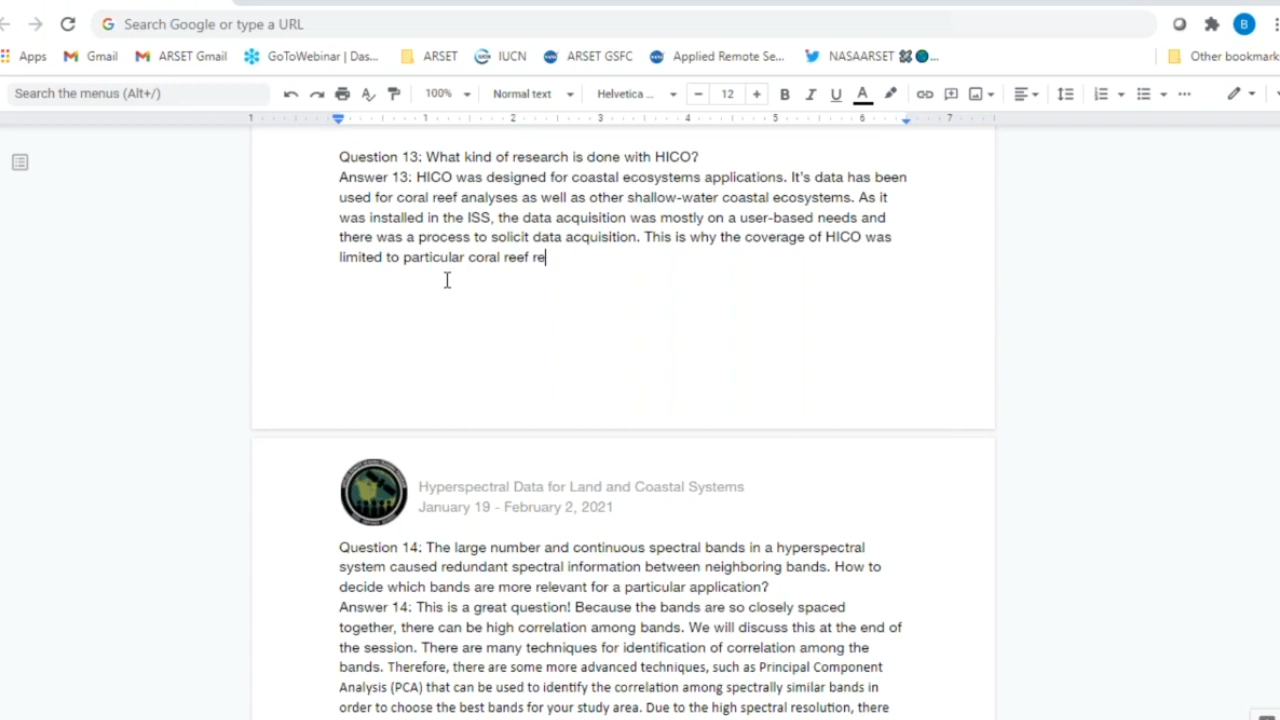 Search Google or type a URL
B
Apps Gmail ARSET Gmail GoToWebinar | Das... ARSET IUCN ARSET GSFC Applied Remote Se... NASAARSET ... Other bookmark
Search the menus (Alt+/) 100% Normal text Helvetica ... 12 B I U A
1 1 2 3 4 5 6 7
Question 13: What kind of research is done with HICO?
Answer 13: HICO was designed for coastal ecosystems applications. It's data has been
used for coral reef analyses as well as other shallow-water coastal ecosystems. As it
was installed in the ISS, the data acquisition was mostly on a user-based needs and
there was a process to solicit data acquisition. This is why the coverage of HICO was
limited to particular coral reef re
Hyperspectral Data for Land and Coastal Systems
January 19 - February 2, 2021
Question 14: The large number and continuous spectral bands in a hyperspectral
system caused redundant spectral information between neighboring bands. How to
decide which bands are more relevant for a particular application?
Answer 14: This is a great question! Because the bands are so closely spaced
together, there can be high correlation among bands. We will discuss this at the end of
the session. There are many techniques for identification of correlation among the
bands. Therefore, there are some more advanced techniques, such as Principal Component
Analysis (PCA) that can be used to identify the correlation among spectrally similar bands in
order to choose the best bands for your study area. Due to the high spectral resolution, there